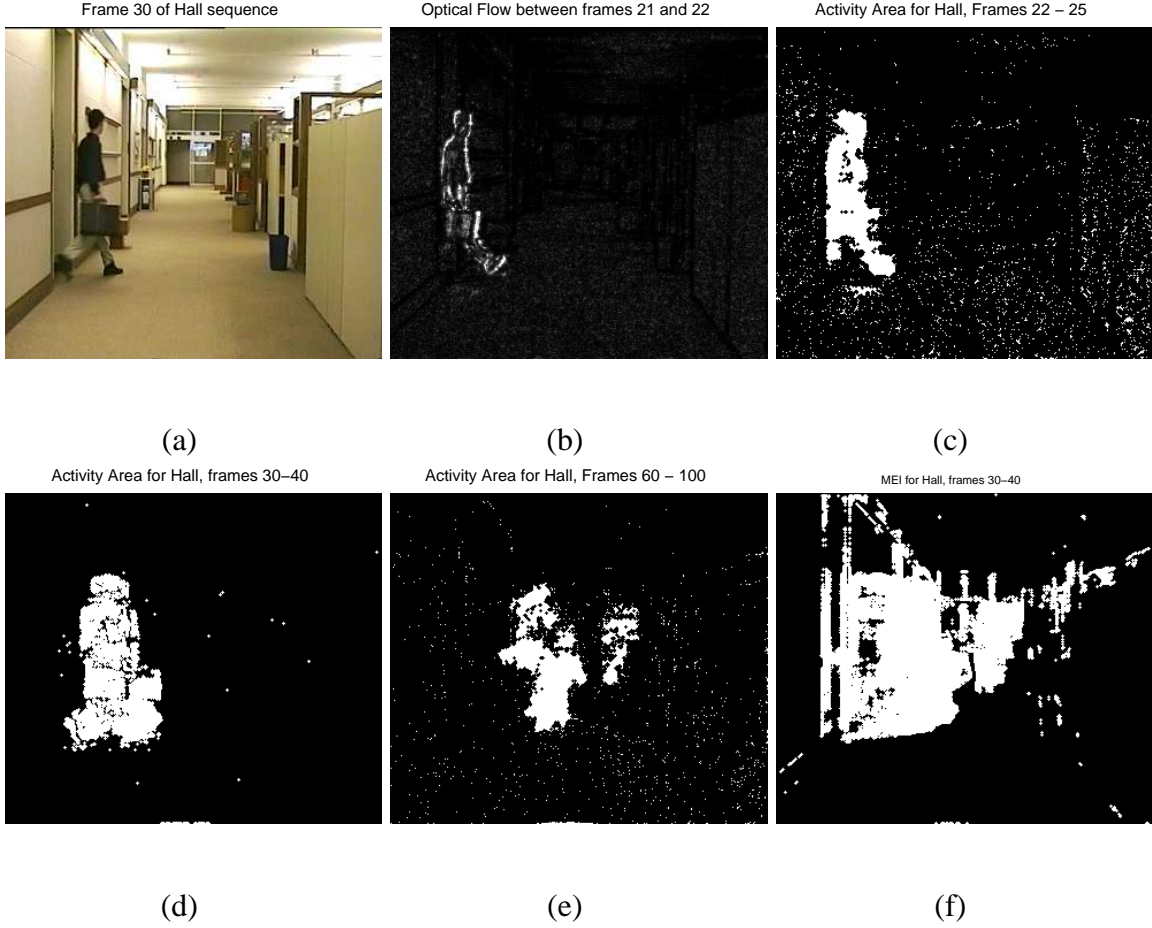 Frame 30 of Hall sequence
Optical Flow between frames 21 and 22
Activity Area for Hall, Frames 22 − 25
(a)
(b)
(c)
Activity Area for Hall, frames 30−40
Activity Area for Hall, Frames 60 − 100
MEI for Hall, frames 30−40
(d)
(e)
(f)